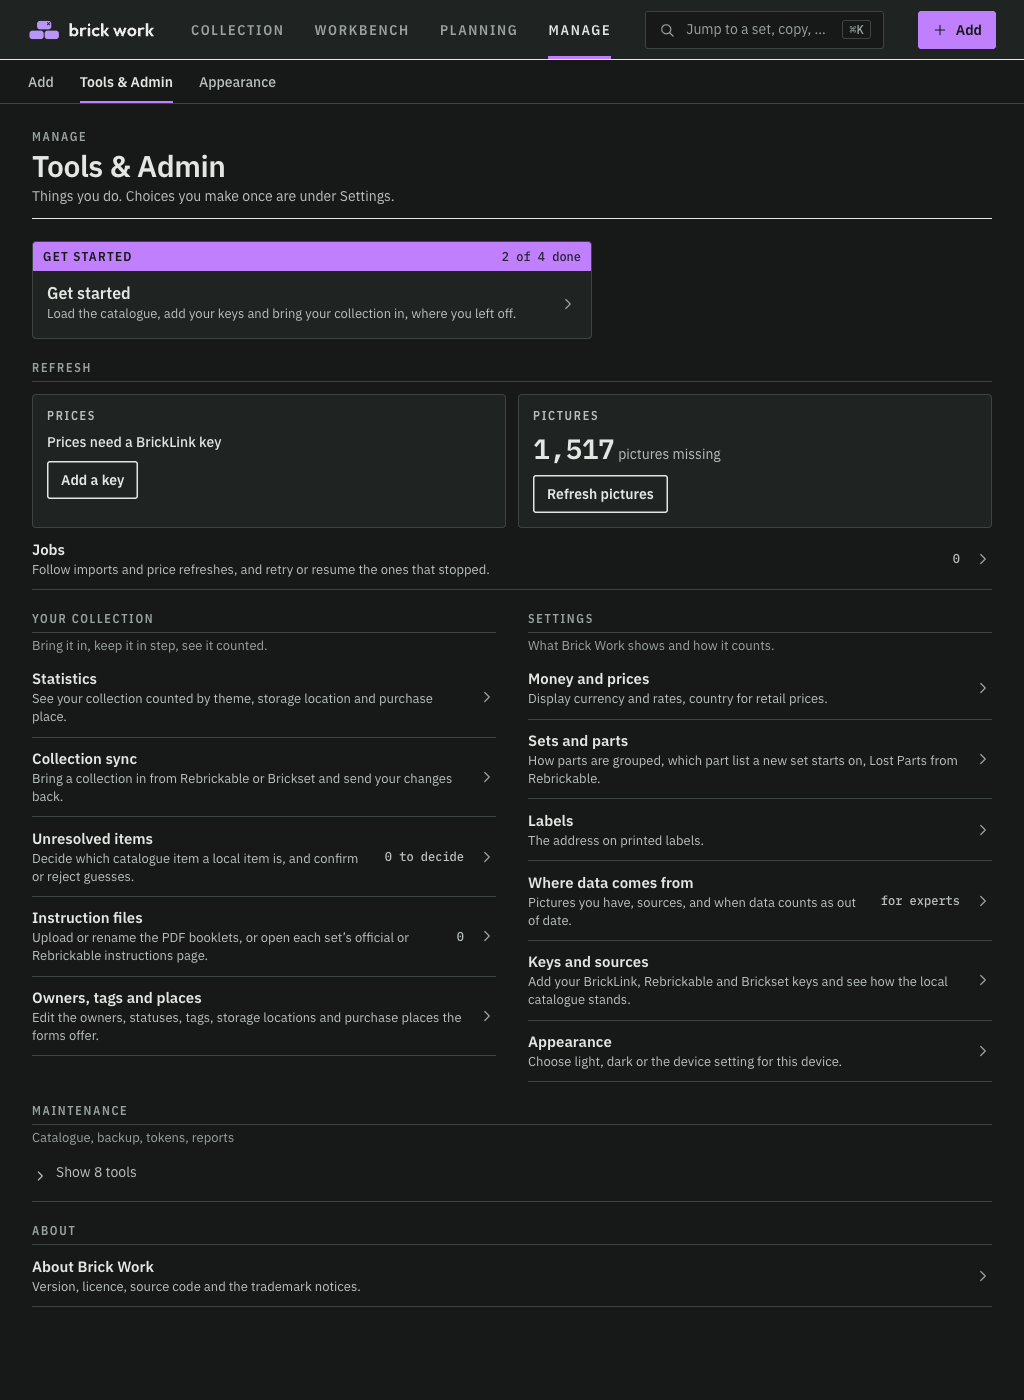 brick work
COLLECTION
WORKBENCH
PLANNING
MANAGE
Jump to a set, copy, ...
⌘K
+ Add
Add
Tools & Admin
Appearance
MANAGE
Tools & Admin
Things you do. Choices you make once are under Settings.
GET STARTED
2 of 4 done
Get started
Load the catalogue, add your keys and bring your collection in, where you left off.
REFRESH
PRICES
Prices need a BrickLink key
Add a key
PICTURES
1,517 pictures missing
Refresh pictures
Jobs
Follow imports and price refreshes, and retry or resume the ones that stopped.
0
YOUR COLLECTION
Bring it in, keep it in step, see it counted.
Statistics
See your collection counted by theme, storage location and purchase
place.
Collection sync
Bring a collection in from Rebrickable or Brickset and send your changes
back.
Unresolved items
Decide which catalogue item a local item is, and confirm
or reject guesses.
0 to decide
Instruction files
Upload or rename the PDF booklets, or open each set’s official or
Rebrickable instructions page.
0
Owners, tags and places
Edit the owners, statuses, tags, storage locations and purchase places the
forms offer.
SETTINGS
What Brick Work shows and how it counts.
Money and prices
Display currency and rates, country for retail prices.
Sets and parts
How parts are grouped, which part list a new set starts on, Lost Parts from
Rebrickable.
Labels
The address on printed labels.
Where data comes from
Pictures you have, sources, and when data counts as out
of date.
for experts
Keys and sources
Add your BrickLink, Rebrickable and Brickset keys and see how the local
catalogue stands.
Appearance
Choose light, dark or the device setting for this device.
MAINTENANCE
Catalogue, backup, tokens, reports
Show 8 tools
ABOUT
About Brick Work
Version, licence, source code and the trademark notices.